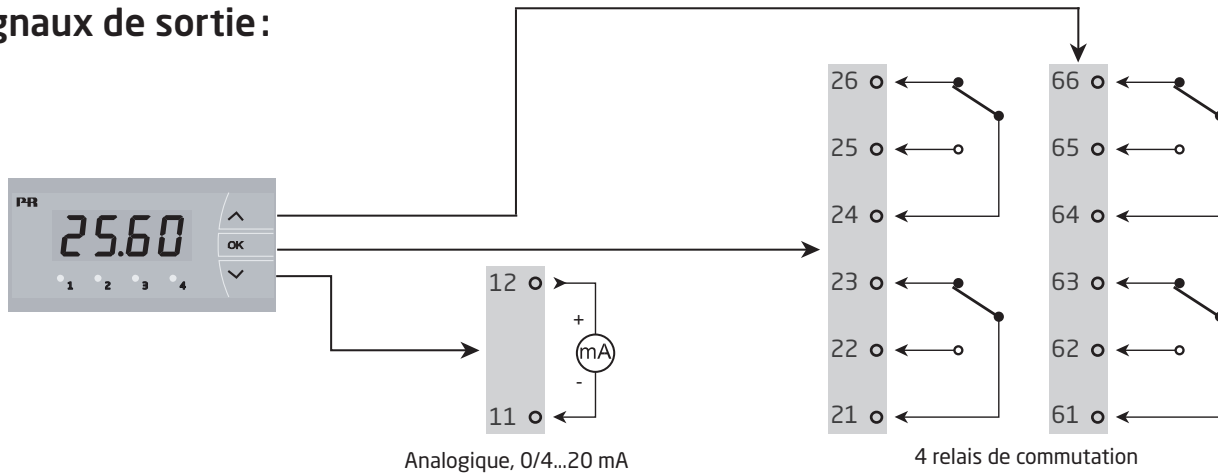 gnaux de sortie:
PR
25.60
OK
1 2 3 4
12
+
mA
-
11
Analogique, 0/4...20 mA
26
25
24
23
22
21
66
65
64
63
62
61
4 relais de commutation